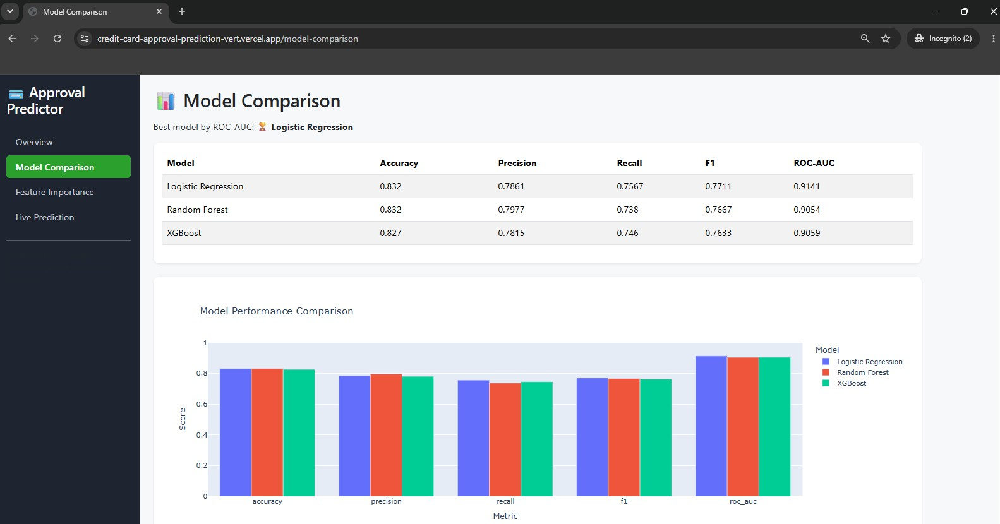 Model Comparison
credit-card-approval-prediction-vert.vercel.app/model-comparison
Incognito (2)
Approval
Predictor
Overview
Model Comparison
Feature Importance
Live Prediction
Model Comparison
Best model by ROC-AUC: Logistic Regression
Model Accuracy Precision Recall F1 ROC-AUC
Logistic Regression 0.832 0.7861 0.7567 0.7711 0.9141
Random Forest 0.832 0.7977 0.738 0.7667 0.9054
XGBoost 0.827 0.7815 0.746 0.7633 0.9059
Model Performance Comparison
1
0.8
0.6
0.4
0.2
0
Score
accuracy precision recall f1 roc_auc
Metric
Model
Logistic Regression
Random Forest
XGBoost